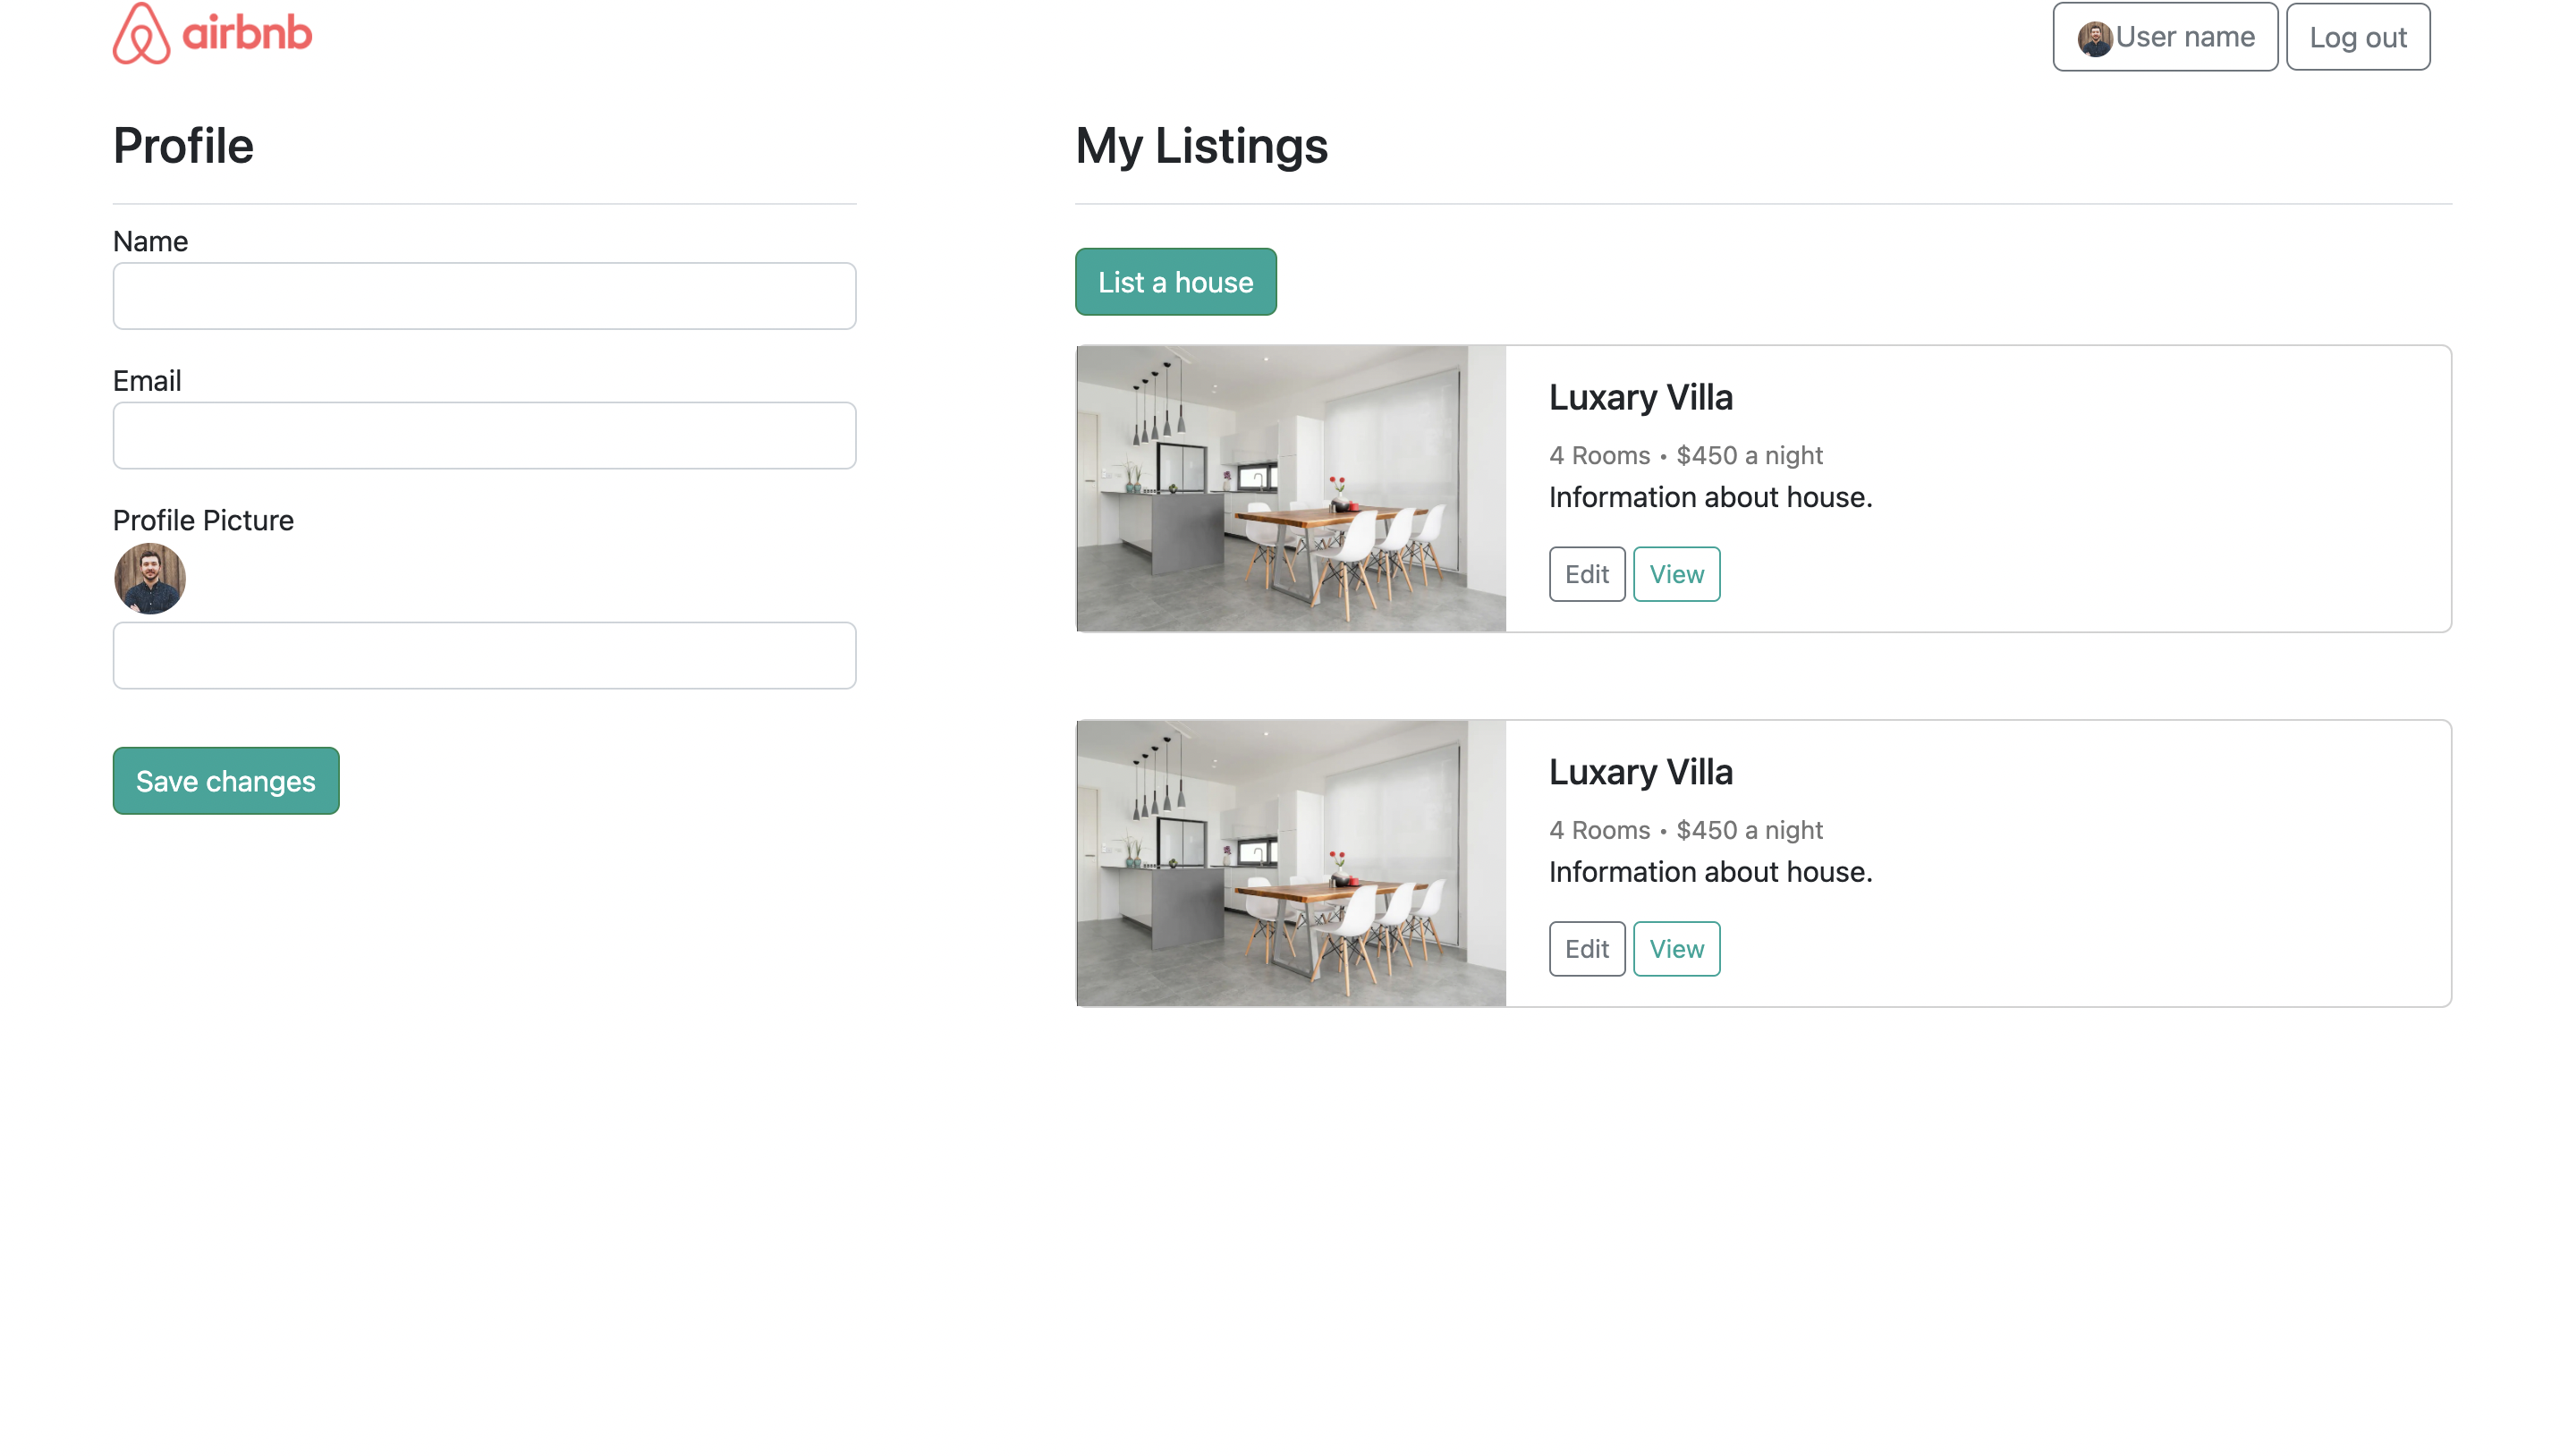 airbnb
User name
Log out
Profile
Name
Email
Profile Picture
Save changes
My Listings
List a house
Luxary Villa
4 Rooms • $450 a night
Information about house.
Edit View
Luxary Villa
4 Rooms • $450 a night
Information about house.
Edit View